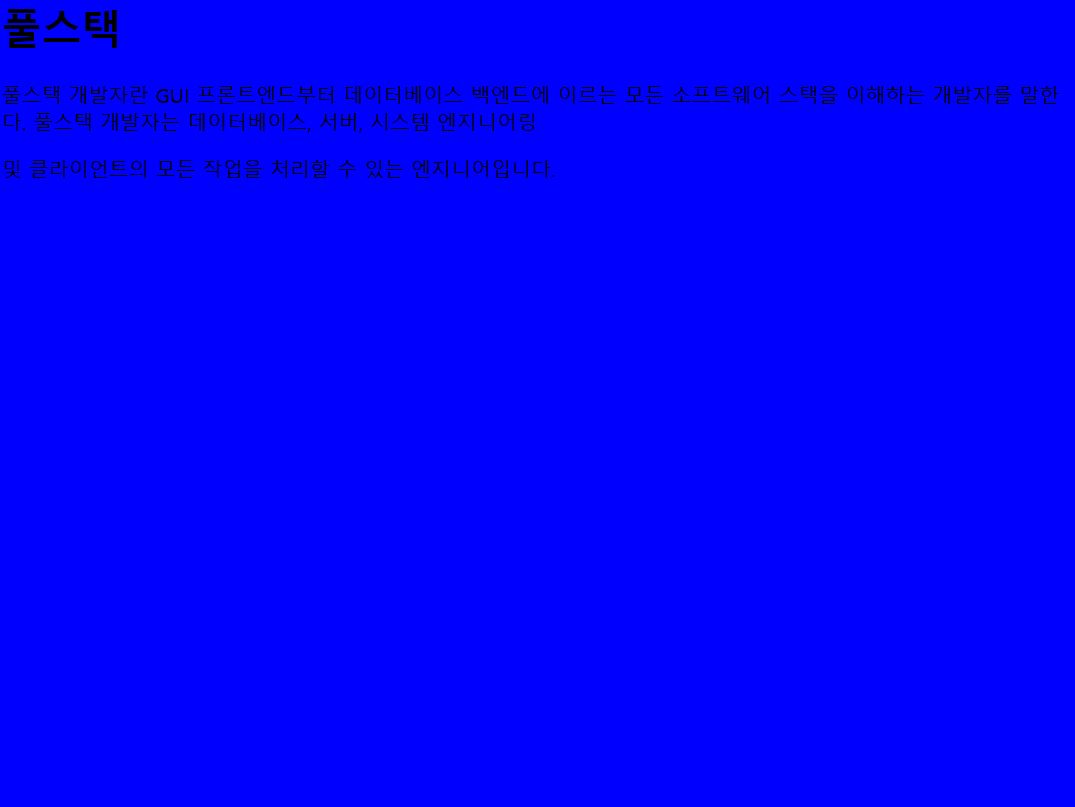 풀스택
풀스택 개발자란 GUI 프론트엔드부터 데이터베이스 백엔드에 이르는 모든 소프트웨어 스택을 이해하는 개발자를 말한
다. 풀스택 개발자는 데이터베이스, 서버, 시스템 엔지니어링
및 클라이언트의 모든 작업을 처리할 수 있는 엔지니어입니다.